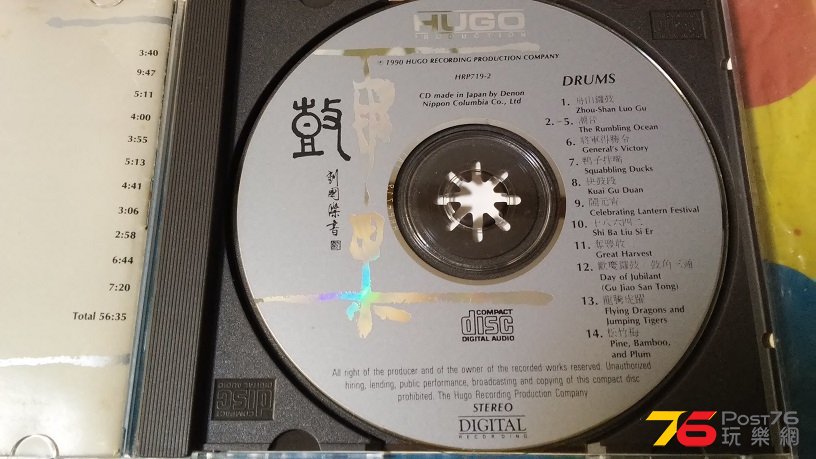 3:40
9:47
5:11
4:00
3:55
5:13
4:41
3:06
2:58
6:44
7:20
Total 56:35
HUGO
PRODUCTION
℗ 1990 HUGO RECORDING PRODUCTION COMPANY
HRP719-2
CD made in Japan by Denon
Nippon Columbia Co., Ltd
鼓
DRUMS
1. 舟山鑼鼓
Zhou-Shan Luo Gu
2.-5. 潮音
The Rumbling Ocean
6. 將軍得勝令
General's Victory
7. 鴨子拌嘴
Squabbling Ducks
8. 快鼓段
Kuai Gu Duan
9. 鬧元宵
Celebrating Lantern Festival
10. 十八六四二
Shi Ba Liu Si Er
11.
Great Harvest
12. 歡慶鑼鼓 鼓角三通
Day of Jubilant
(Gu Jiao San Tong)
13. 龍騰虎躍
Flying Dragons and
Jumping Tigers
14. 松竹梅
Pine, Bamboo,
and Plum
COMPACT
disc
DIGITAL AUDIO
All right of the producer and of the owner of the recorded works reserved. Unauthorized
hiring, lending, public performance, broadcasting and copying of this compact disc
prohibited. The Hugo Recording Production Company
STEREO
DIGITAL
RECORDING
COMPACT
disc
DIGITAL AUDIO
76 POST76
玩樂網